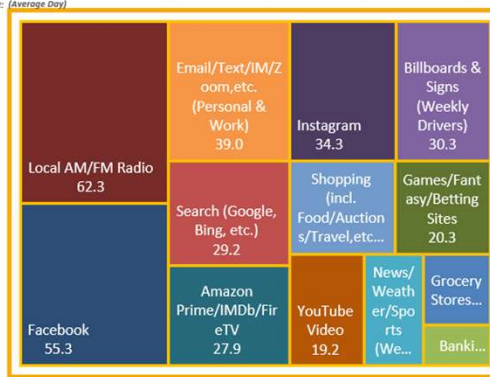 : (Average Day)
Local AM/FM Radio
62.3
Facebook
55.3
Email/Text/IM/Z
oom,etc.
(Personal &
Work)
39.0
Search (Google,
Bing, etc.)
29.2
Amazon
Prime/IMDb/Fir
eTV
27.9
Instagram
34.3
Billboards &
Signs
(Weekly
Drivers)
30.3
Shopping
(incl.
Food/Auction
s/Travel,etc...
Games/Fant
asy/Betting
Sites
20.3
YouTube
Video
19.2
News/
Weath
er/Spo
rts
(We...
Grocery
Stores...
Banki...